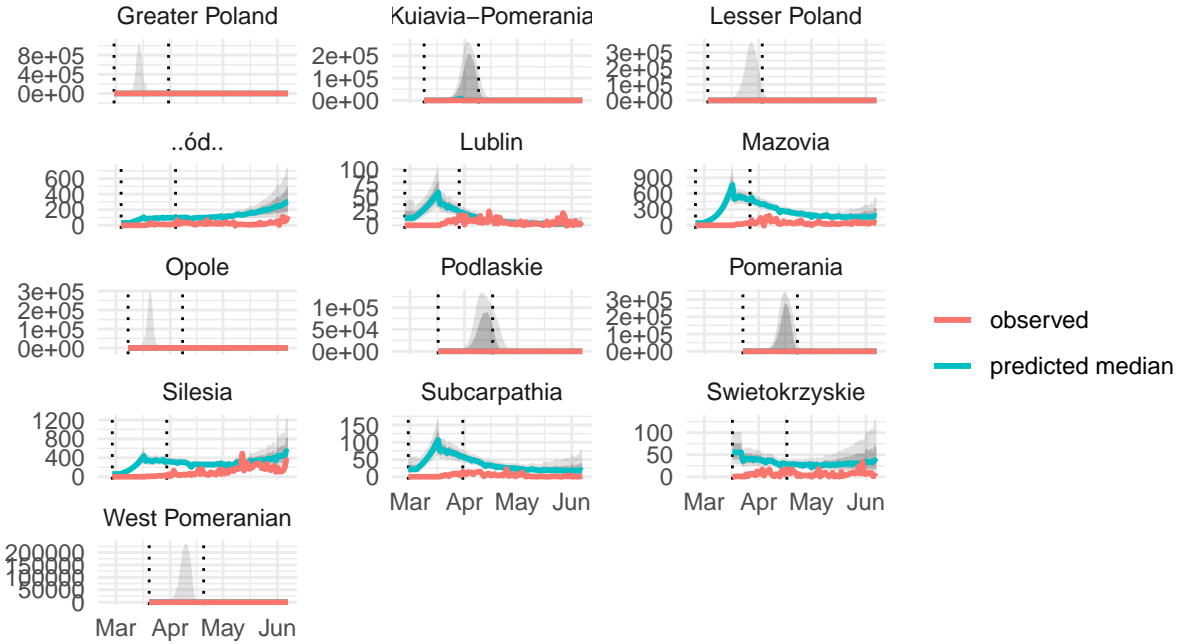 Greater Poland Kuiavia−Pomerania Lesser Poland
8e+05 2e+05 3e+05
4e+05 1e+05 2e+05
0e+00 0e+00 1e+05
0e+00
..ód.. Lublin Mazovia
600 100 900
400 75 600
200 50 300
0 25 0
0
Opole Podlaskie Pomerania
3e+05 1e+05 3e+05
2e+05 5e+04 2e+05
1e+05 0e+00 1e+05
0e+00 0e+00
observed
predicted median
Silesia Subcarpathia Swietokrzyskie
1200 150 100
800 100 50
400 50 0
0 0
Mar Apr May Jun Mar Apr May Jun
West Pomeranian
200000
150000
100000
50000
0
Mar Apr May Jun